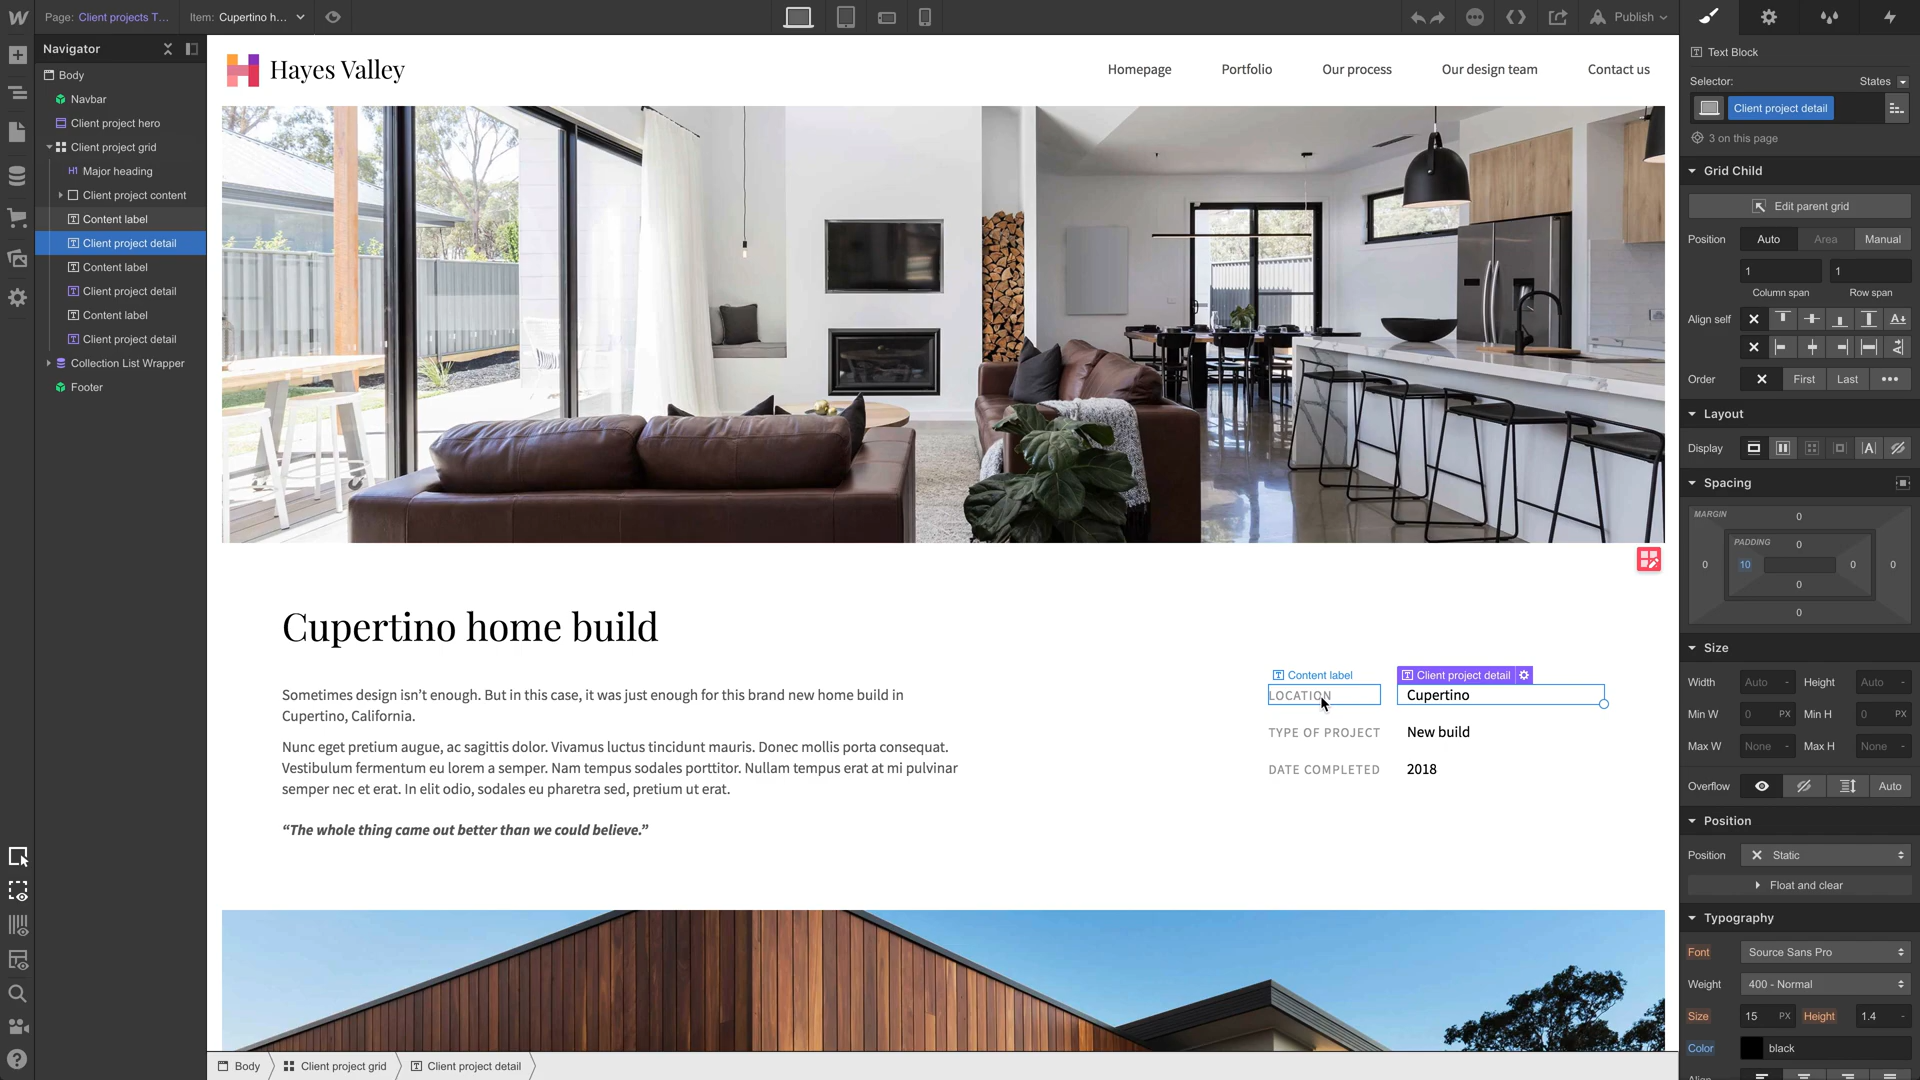 Page: Client projects T...
Item: Cupertino h...
Publish
Navigator
Body
Navbar
Client project hero
Client project grid
H1 Major heading
Client project content
Content label
Client project detail
Content label
Client project detail
Content label
Client project detail
Collection List Wrapper
Footer
Hayes Valley
Homepage
Portfolio
Our process
Our design team
Contact us
Cupertino home build
Sometimes design isn’t enough. But in this case, it was just enough for this brand new home build in
Cupertino, California.
Nunc eget pretium augue, ac sagittis dolor. Vivamus luctus tincidunt mauris. Donec mollis porta consequat.
Vestibulum fermentum eu lorem a semper. Nam tempus sodales porttitor. Nullam tempus erat at mi pulvinar
semper nec et erat. In elit odio, sodales eu pharetra sed, pretium ut erat.
“The whole thing came out better than we could believe.”
Content label
Client project detail
LOCATION
Cupertino
TYPE OF PROJECT
New build
DATE COMPLETED
2018
Body
Client project grid
Client project detail
Text Block
Selector:
States
Client project detail
3 on this page
Grid Child
Edit parent grid
Position Auto Area Manual
1 1
Column span Row span
Align self
Order First Last
Layout
Display
Spacing
MARGIN
0
PADDING
0
0 10 0 0
0
0
Size
Width Auto - Height Auto -
Min W 0 PX Min H 0 PX
Max W None - Max H None -
Overflow Auto
Position
Position Static
Float and clear
Typography
Font Source Sans Pro
Weight 400 - Normal
Size 15 PX Height 1.4 -
Color black
Align